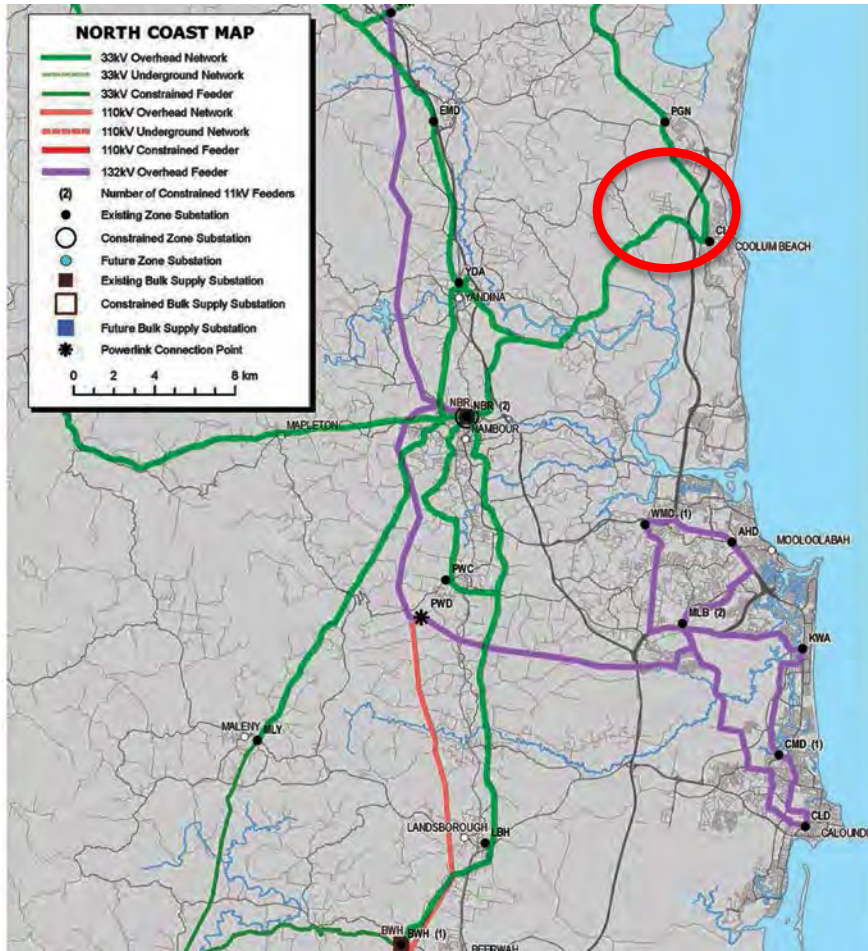 NORTH COAST MAP
33kV Overhead Network
33kV Underground Network
33kV Constrained Feeder
110kV Overhead Network
110kV Underground Network
110kV Constrained Feeder
132kV Overhead Feeder
(2) Number of Constrained 11kV Feeders
Existing Zone Substation
Constrained Zone Substation
Future Zone Substation
Existing Bulk Supply Substation
Constrained Bulk Supply Substation
Future Bulk Supply Substation
Powerlink Connection Point
0 2 4 8 km
EMD
PGN
COOLUM BEACH
YDA
YANDINA
NBR
NBR (2)
MAPLETON
NAMBOUR
WMD (1)
AHD
MOOLOOLABAH
PWC
PWD
MLB (2)
KWA
MALENY
MLY
CMD (1)
CLD
CALOUND
LANDSBOROUGH
LBH
BWH
BWH (1)